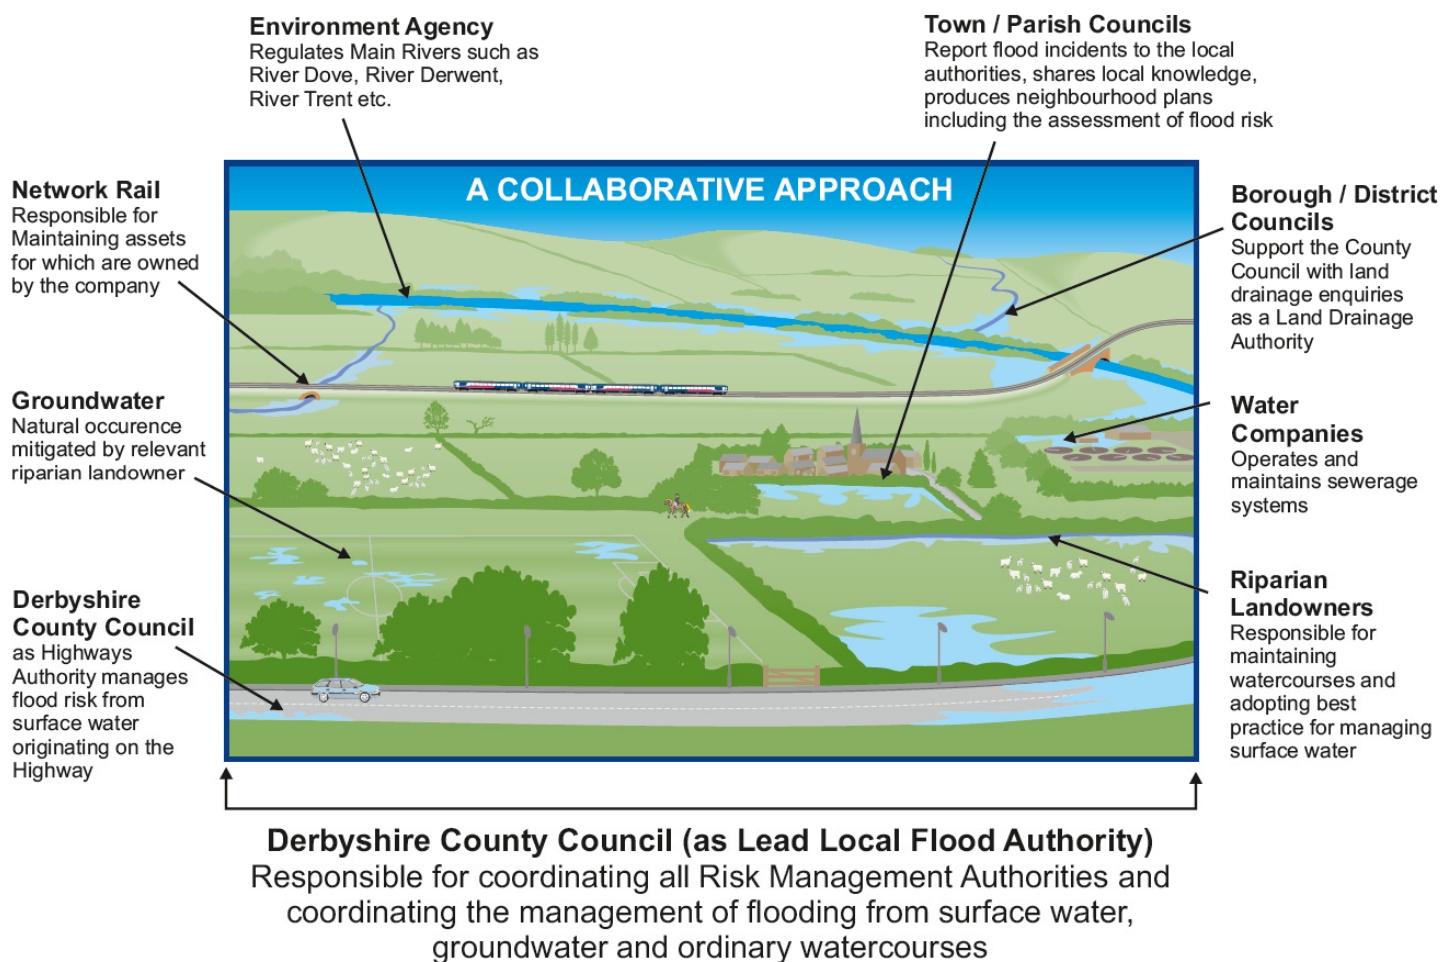 Environment Agency
Regulates Main Rivers such as
River Dove, River Derwent,
River Trent etc.
Town / Parish Councils
Report flood incidents to the local
authorities, shares local knowledge,
produces neighbourhood plans
including the assessment of flood risk
A COLLABORATIVE APPROACH
Network Rail
Responsible for
Maintaining assets
for which are owned
by the company
Borough / District
Councils
Support the County
Council with land
drainage enquiries
as a Land Drainage
Authority
Groundwater
Natural occurence
mitigated by relevant
riparian landowner
Water
Companies
Operates and
maintains sewerage
systems
Derbyshire
County Council
as Highways
Authority manages
flood risk from
surface water
originating on the
Highway
Riparian
Landowners
Responsible for
maintaining
watercourses and
adopting best
practice for managing
surface water
Derbyshire County Council (as Lead Local Flood Authority)
Responsible for coordinating all Risk Management Authorities and
coordinating the management of flooding from surface water,
groundwater and ordinary watercourses